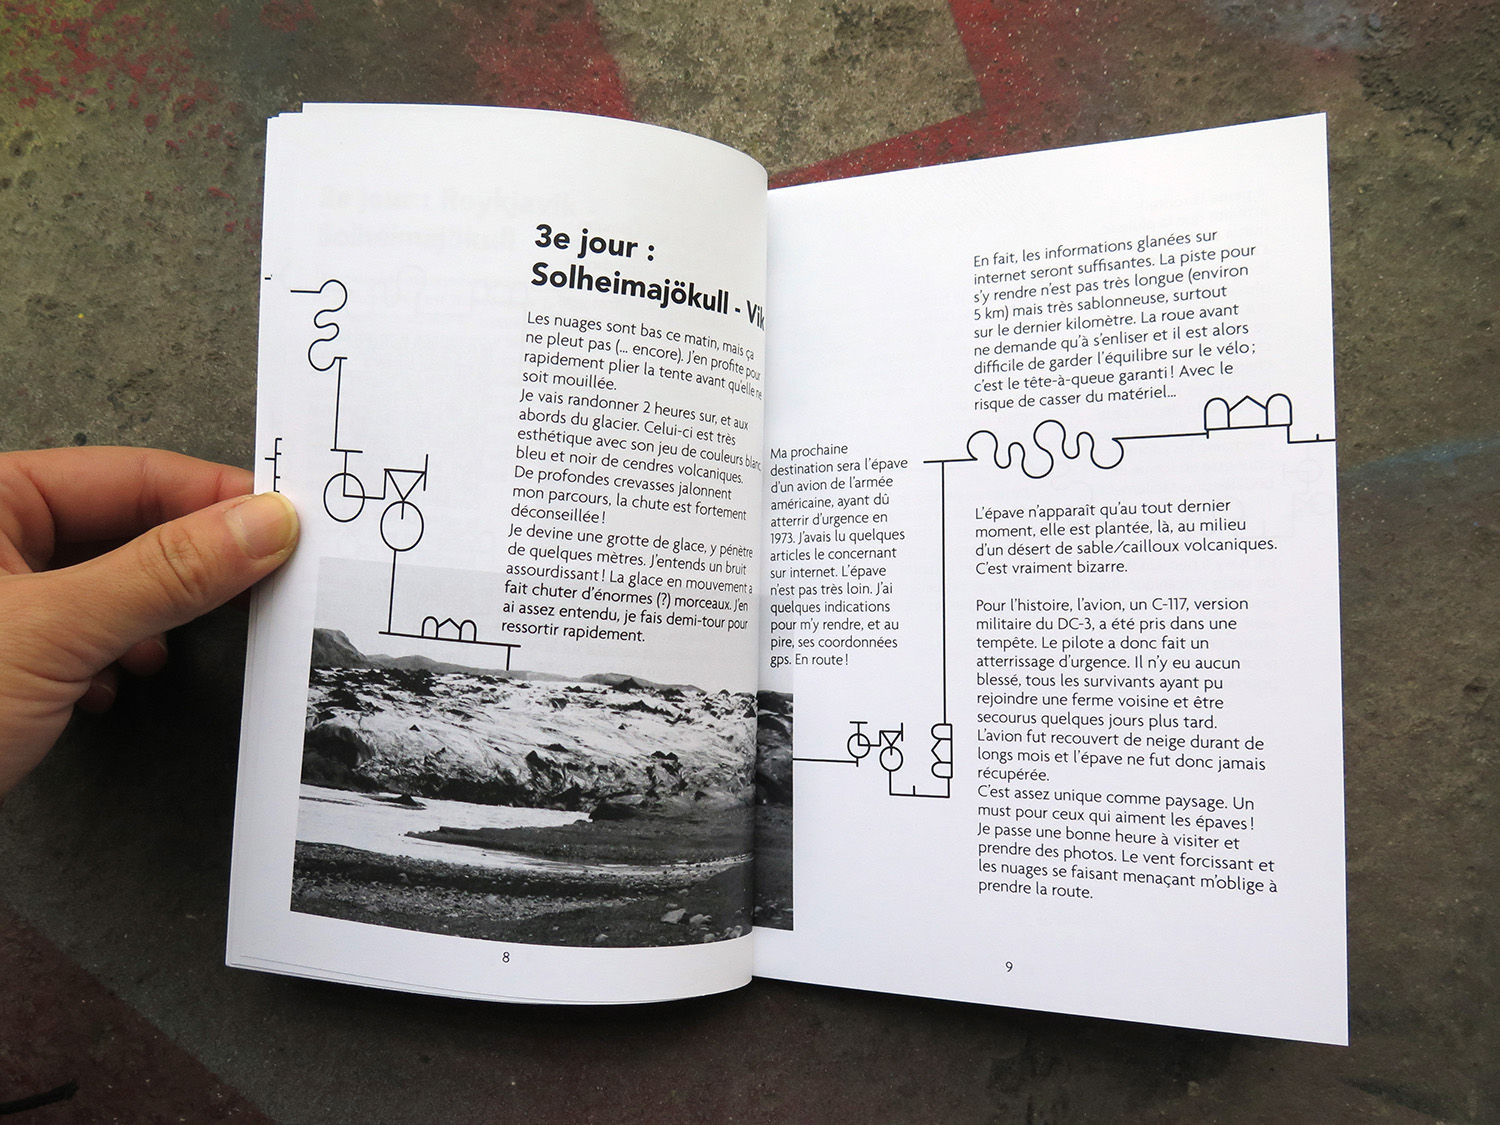 3e jour :
Solheimajökull - Vik
Les nuages sont bas ce matin, mais ça
ne pleut pas (... encore). J'en profite pour
rapidement plier la tente avant qu'elle ne
soit mouillée.
Je vais randonner 2 heures sur, et aux
abords du glacier. Celui-ci est très
esthétique avec son jeu de couleurs blanc,
bleu et noir de cendres volcaniques.
De profondes crevasses jalonnent
mon parcours, la chute est fortement
déconseillée !
Je devine une grotte de glace, y pénètre
de quelques mètres. J'entends un bruit
assourdissant ! La glace en mouvement a
fait chuter d'énormes (?) morceaux. J'en
ai assez entendu, je fais demi-tour pour
ressortir rapidement.
8
Ma prochaine
destination sera l'épave
d'un avion de l'armée
américaine, ayant dû
atterrir d'urgence en
1973. J'avais lu quelques
articles le concernant
sur internet. L'épave
n'est pas très loin. J'ai
quelques indications
pour m'y rendre, et au
pire, ses coordonnées
gps. En route !
En fait, les informations glanées sur
internet seront suffisantes. La piste pour
s'y rendre n'est pas très longue (environ
5 km) mais très sablonneuse, surtout
sur le dernier kilomètre. La roue avant
ne demande qu'à s'enliser et il est alors
difficile de garder l'équilibre sur le vélo ;
c'est le tête-à-queue garanti ! Avec le
risque de casser du matériel...
L'épave n'apparaît qu'au tout dernier
moment, elle est plantée, là, au milieu
d'un désert de sable/cailloux volcaniques.
C'est vraiment bizarre.
Pour l'histoire, l'avion, un C-117, version
militaire du DC-3, a été pris dans une
tempête. Le pilote a donc fait un
atterrissage d'urgence. Il n'y eu aucun
blessé, tous les survivants ayant pu
rejoindre une ferme voisine et être
secourus quelques jours plus tard.
L'avion fut recouvert de neige durant de
longs mois et l'épave ne fut donc jamais
récupérée.
C'est assez unique comme paysage. Un
must pour ceux qui aiment les épaves !
Je passe une bonne heure à visiter et
prendre des photos. Le vent forcissant et
les nuages se faisant menaçant m'oblige à
prendre la route.
9